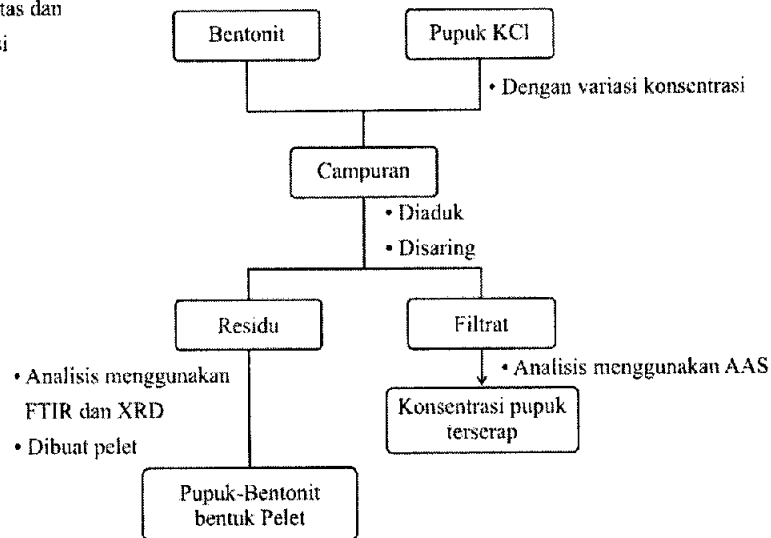 dan
Bentonit
Pupuk KCl
• Dengan variasi konsentrasi
Campuran
• Diaduk
• Disaring
Residu
Filtrat
• Analisis menggunakan
FTIR dan XRD
• Dibuat pelet
• Analisis menggunakan AAS
Konsentrasi pupuk
terserap
Pupuk-Bentonit
bentuk Pelet